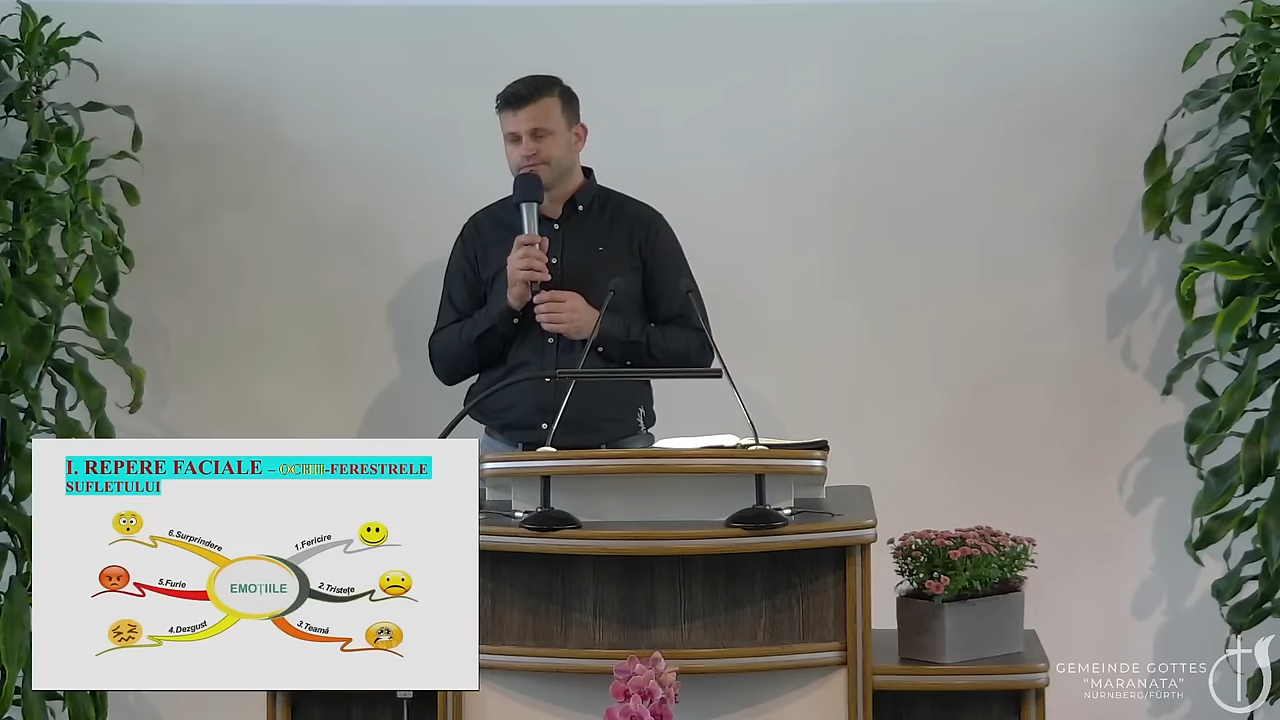 I. REPERE FACIALE – OCHII-FERESTRELE
SUFLETULUI
6.Surprindere
1.Fericire
5.Furie
EMOȚIILE
2.Tristețe
4.Dezgust
3.Teamă
GEMEINDE GOTTES
“MARANATA”
NÜRNBERG/FÜRTH